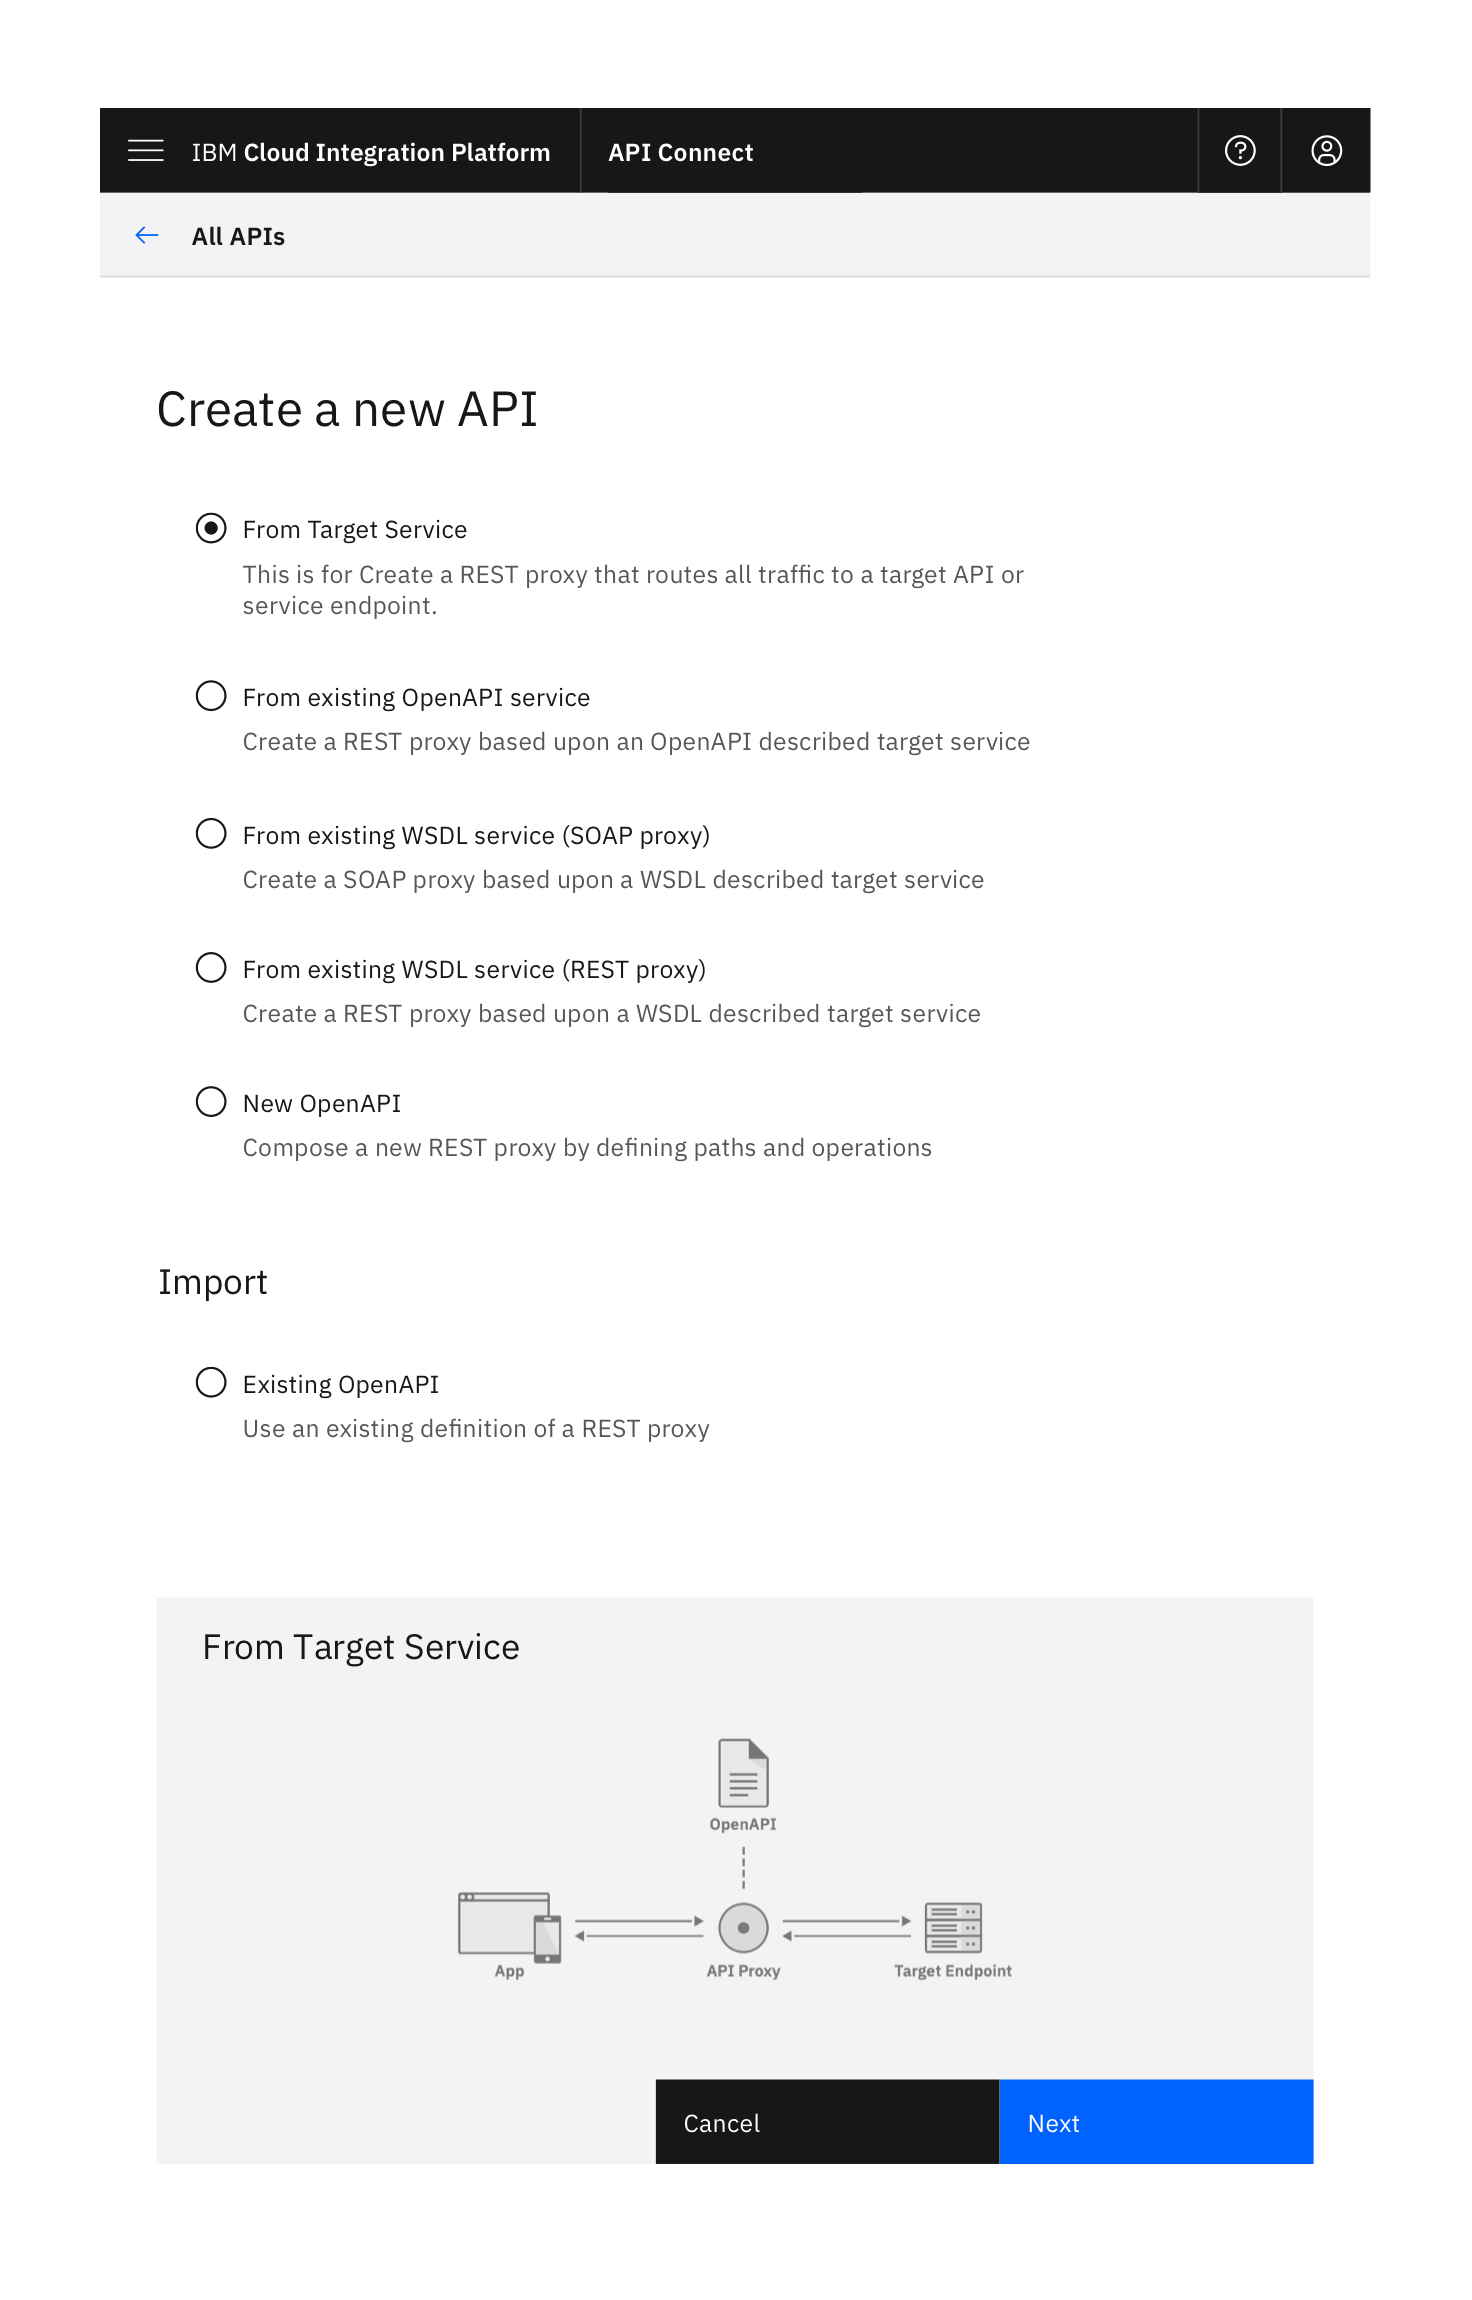 IBM Cloud Integration Platform
API Connect
All APIs
Create a new API
From Target Service
This is for Create a REST proxy that routes all traffic to a target API or
service endpoint.
From existing OpenAPI service
Create a REST proxy based upon an OpenAPI described target service
From existing WSDL service (SOAP proxy)
Create a SOAP proxy based upon a WSDL described target service
From existing WSDL service (REST proxy)
Create a REST proxy based upon a WSDL described target service
New OpenAPI
Compose a new REST proxy by defining paths and operations
Import
Existing OpenAPI
Use an existing definition of a REST proxy
From Target Service
OpenAPI
App
API Proxy
Target Endpoint
Cancel
Next